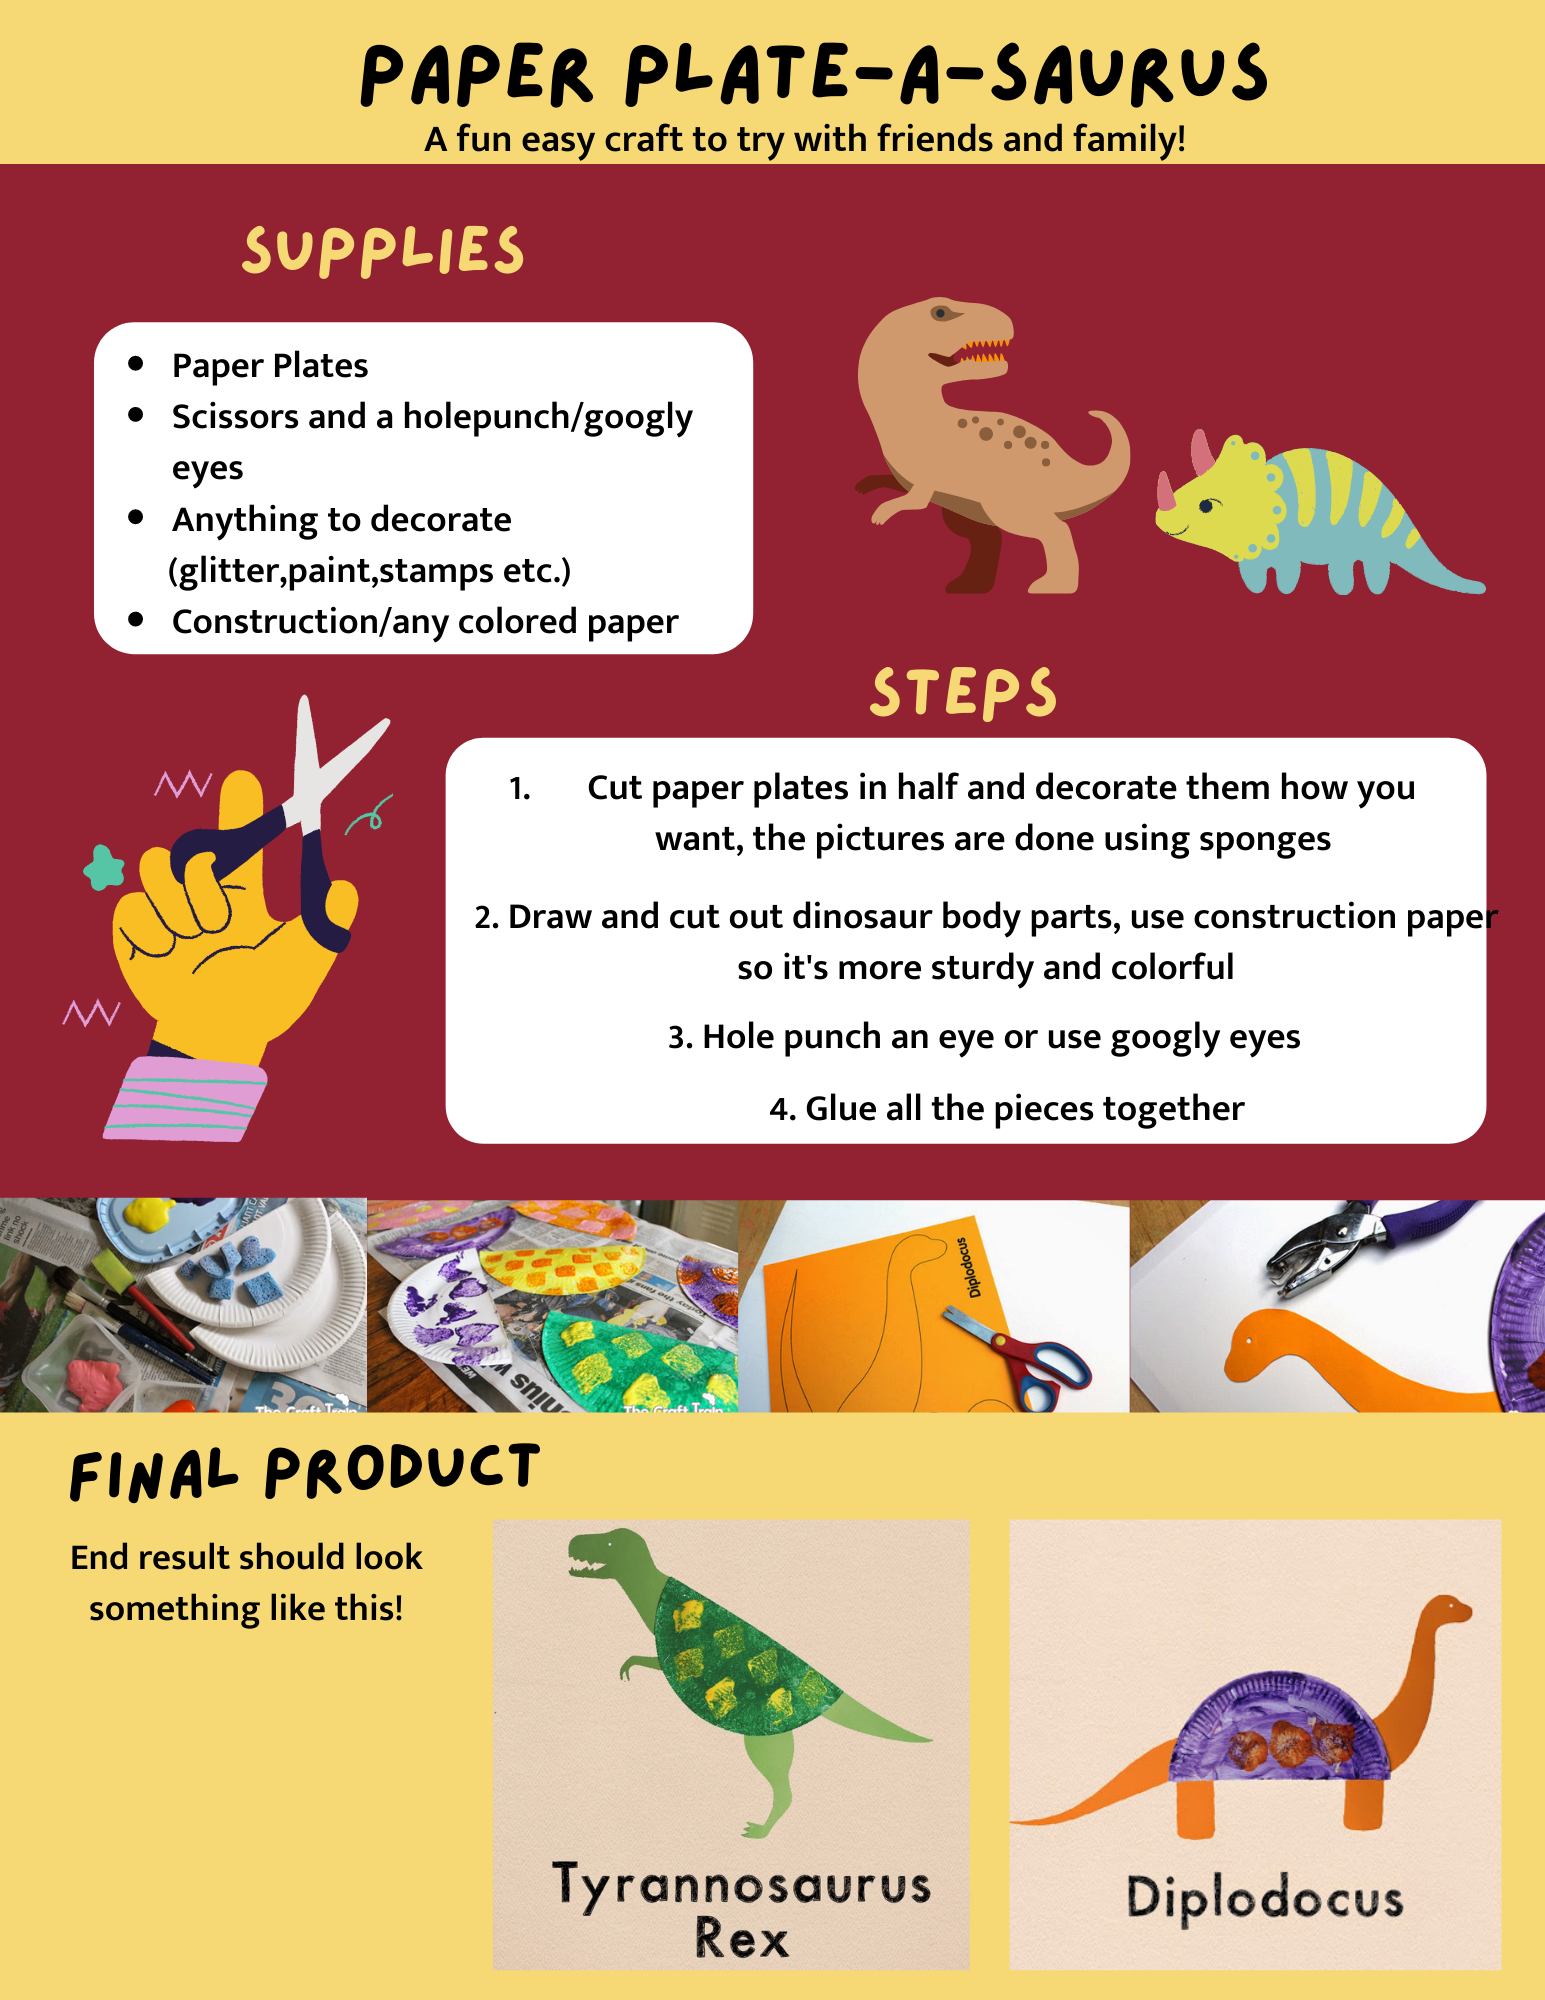 PAPER PLATE-A-SAURUS
A fun easy craft to try with friends and family!
SUPPLIES
• Paper Plates
• Scissors and a holepunch/googly
eyes
• Anything to decorate
(glitter,paint,stamps etc.)
• Construction/any colored paper
STEPS
1. Cut paper plates in half and decorate them how you
want, the pictures are done using sponges
2. Draw and cut out dinosaur body parts, use construction paper
so it's more sturdy and colorful
3. Hole punch an eye or use googly eyes
4. Glue all the pieces together
The Craft Train
The Craft Train
Diplodocus
FINAL PRODUCT
End result should look
something like this!
Tyrannosaurus
Rex
Diplodocus